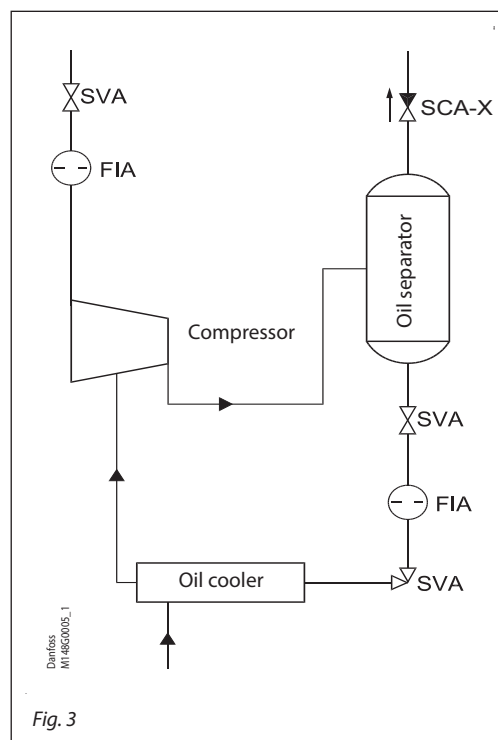 SVA
SCA-X
FIA
Oil separator
Compressor
SVA
FIA
Oil cooler
SVA
Danfoss
M148G0005_1
Fig. 3